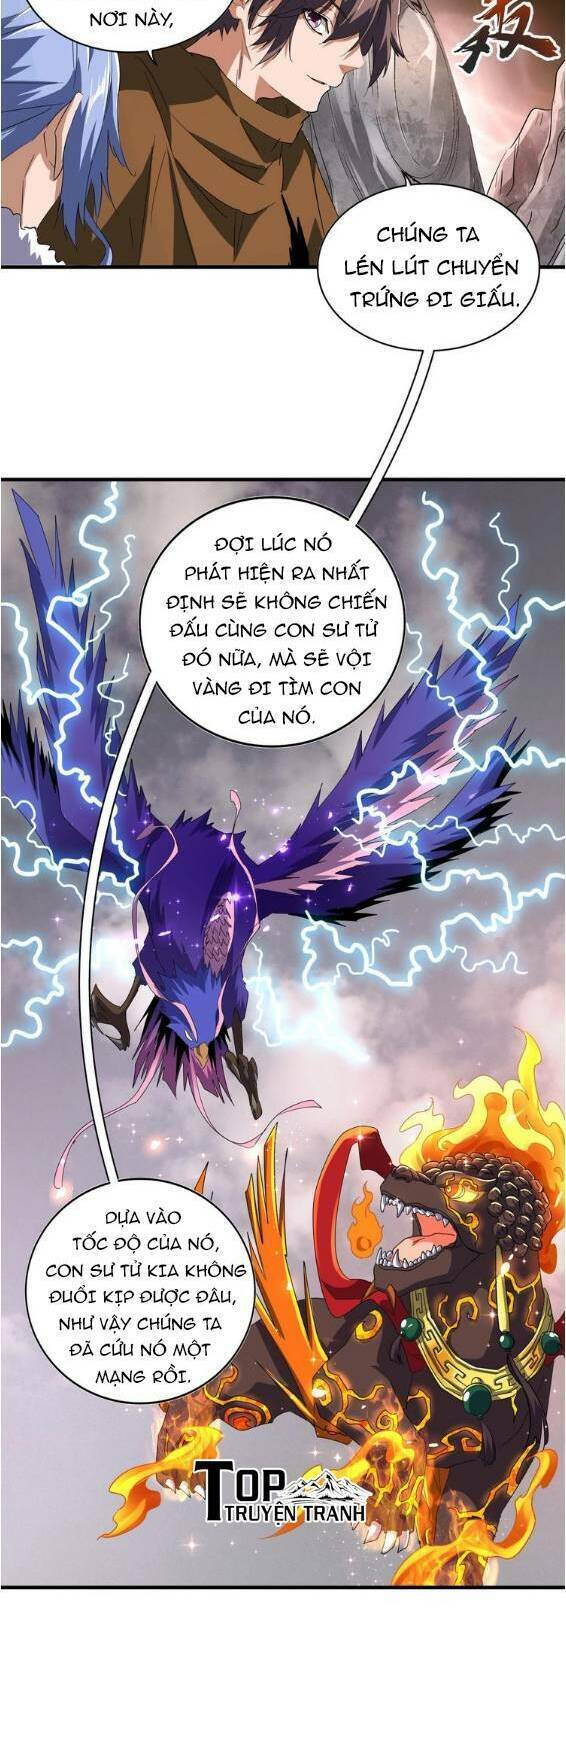 NƠI NÀY,
CHÚNG TA
LÉN LÚT CHUYỂN
TRỨNG ĐI GIẤU.
ĐỢI LÚC NÓ
PHÁT HIỆN RA NHẤT
ĐỊNH SẼ KHÔNG CHIẾN
ĐẤU CÙNG CON SƯ TỬ
ĐÓ NỮA, MÀ SẼ VỘI
VÀNG ĐI TÌM CON
CỦA NÓ.
DỰA VÀO
TỐC ĐỘ CỦA NÓ,
CON SƯ TỬ KIA KHÔNG
ĐUỔI KỊP ĐƯỢC ĐÂU,
NHƯ VẬY CHÚNG TA
ĐÃ CỨU NÓ MỘT
MẠNG RỒI.
TOP
TRUYỆN TRANH